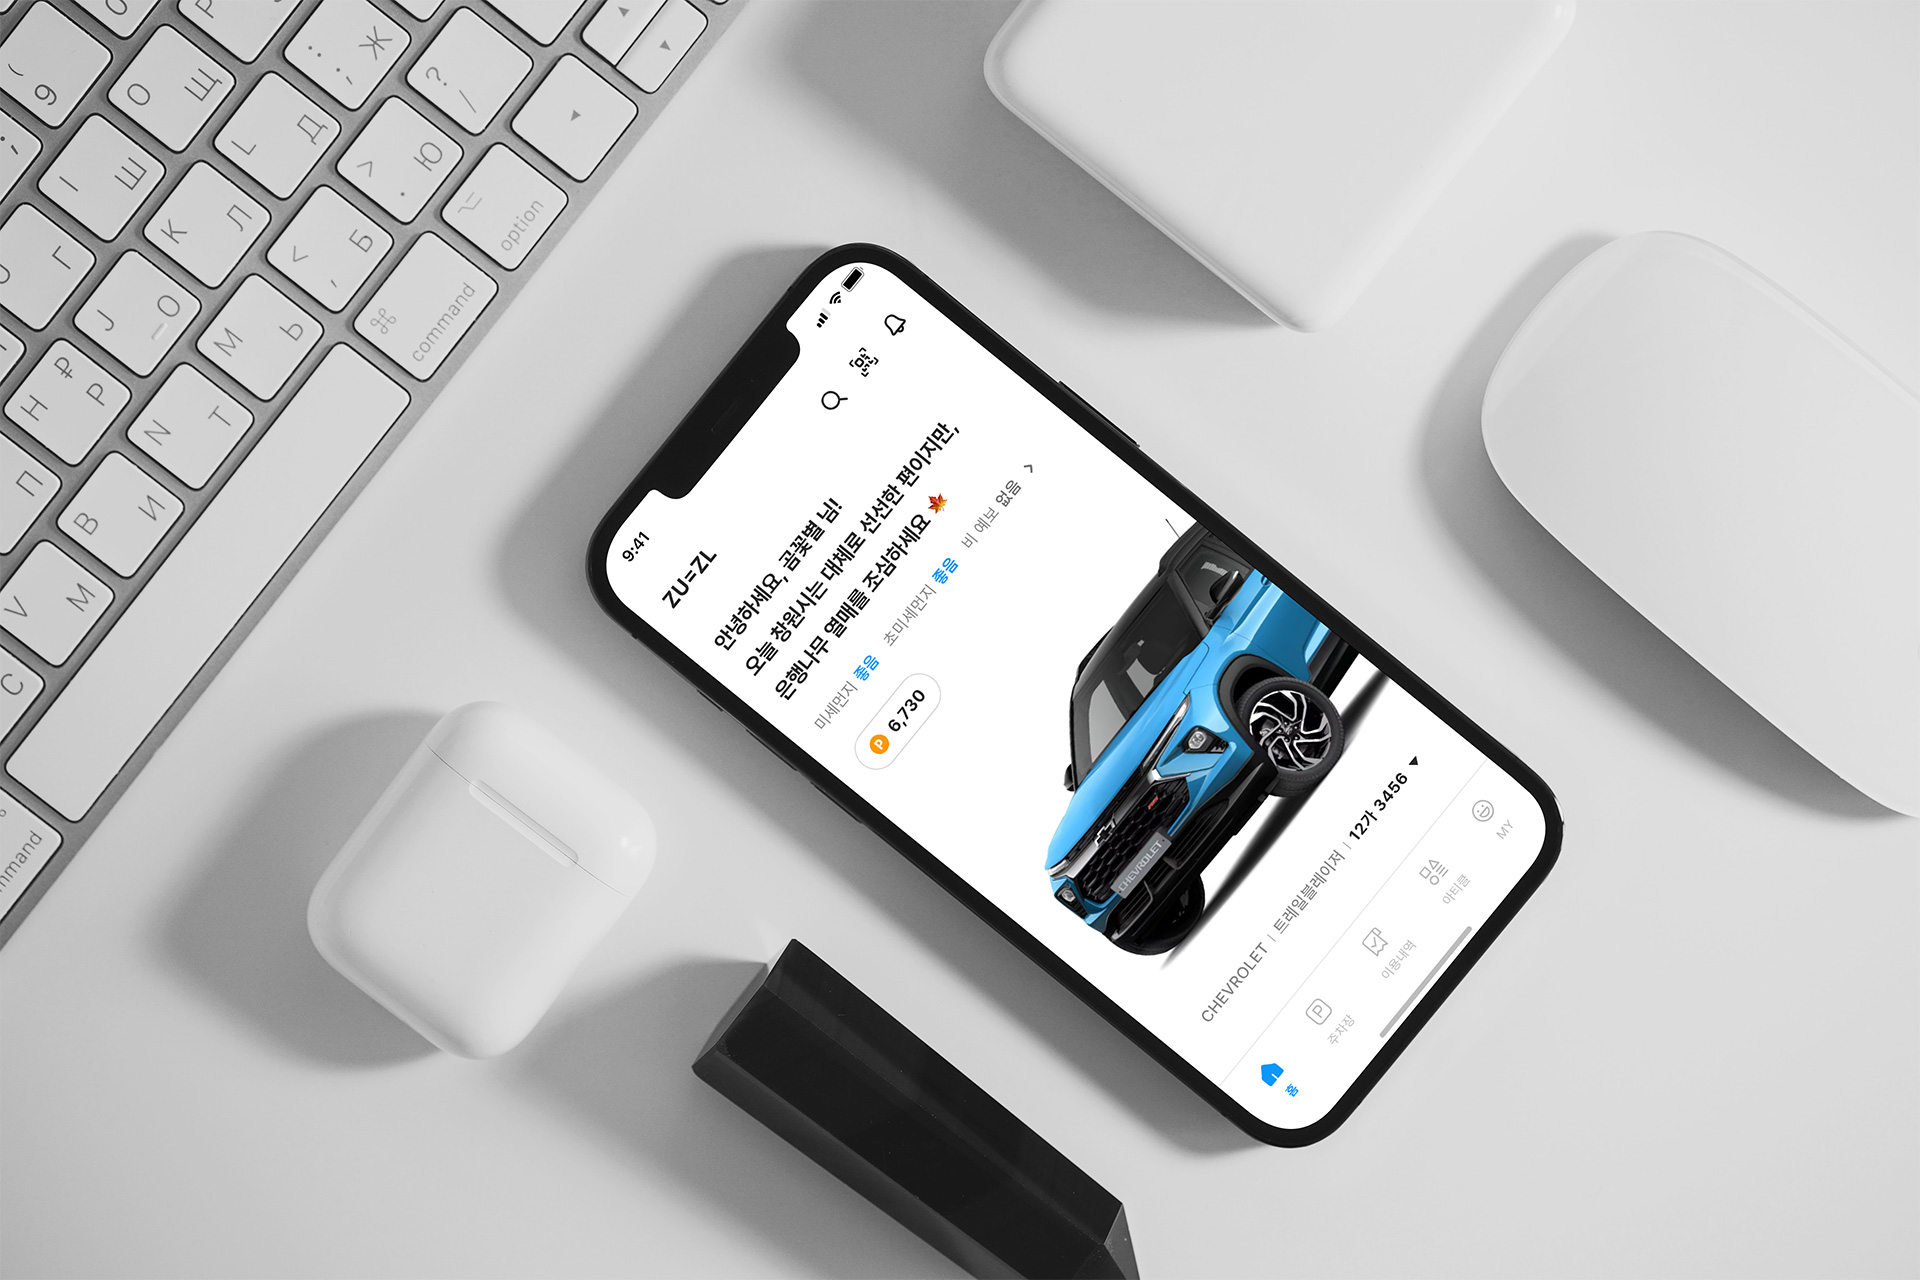 9:41
ZU=ZL
안녕하세요, 곰꽃별 님!
오늘 창원시는 대체로 선선한 편이지만,
은행나무 열매를 조심하세요 🍁
미세먼지 좋음 초미세먼지 좋음 비 예보 없음 >
P 6,730
CHEVROLET
CHEVROLET | 트레일블레이저 | 12가 3456 ▼
홈
P 주차장
이용내역
아티클
MY
9 (
О Щ
: ; Ж
? /
I Ш
L Д
> . Ю
Г
K Л
< , Б
⌥ option
J О
M Ь
⌘ command
Н ₽ Р
N Т
П
B И
V М
С
mmand